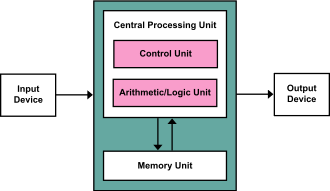 Central Processing Unit
Control Unit
Arithmetic/Logic Unit
Input
Device
Output
Device
Memory Unit